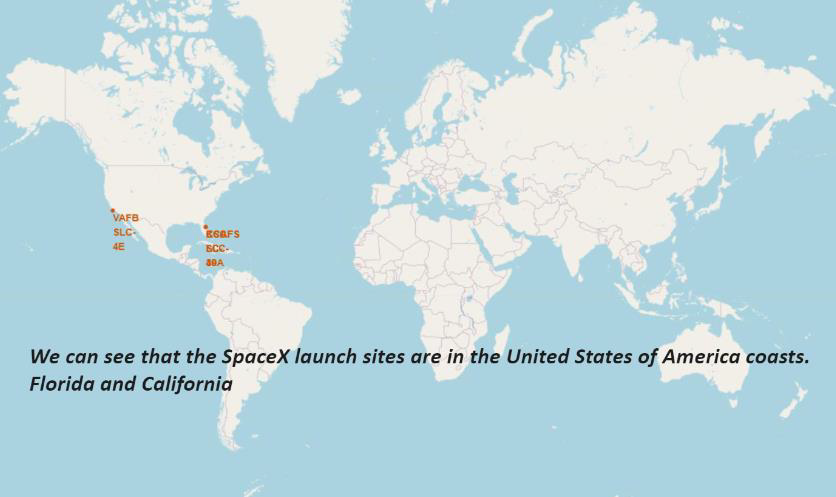 VAFB
SLC-
4E
We can see that the SpaceX launch sites are in the United States of America coasts.
Florida and California